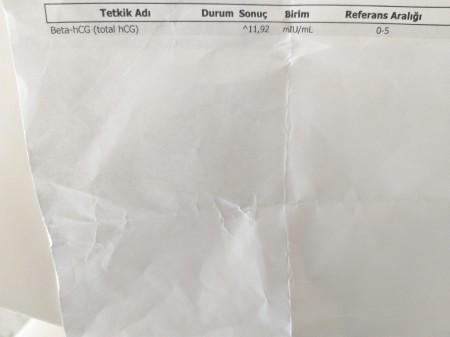 Tetkik Adı Durum Sonuç Birim Referans Aralığı
Beta-hCG (total hCG) ^11,92 mIU/mL 0-5